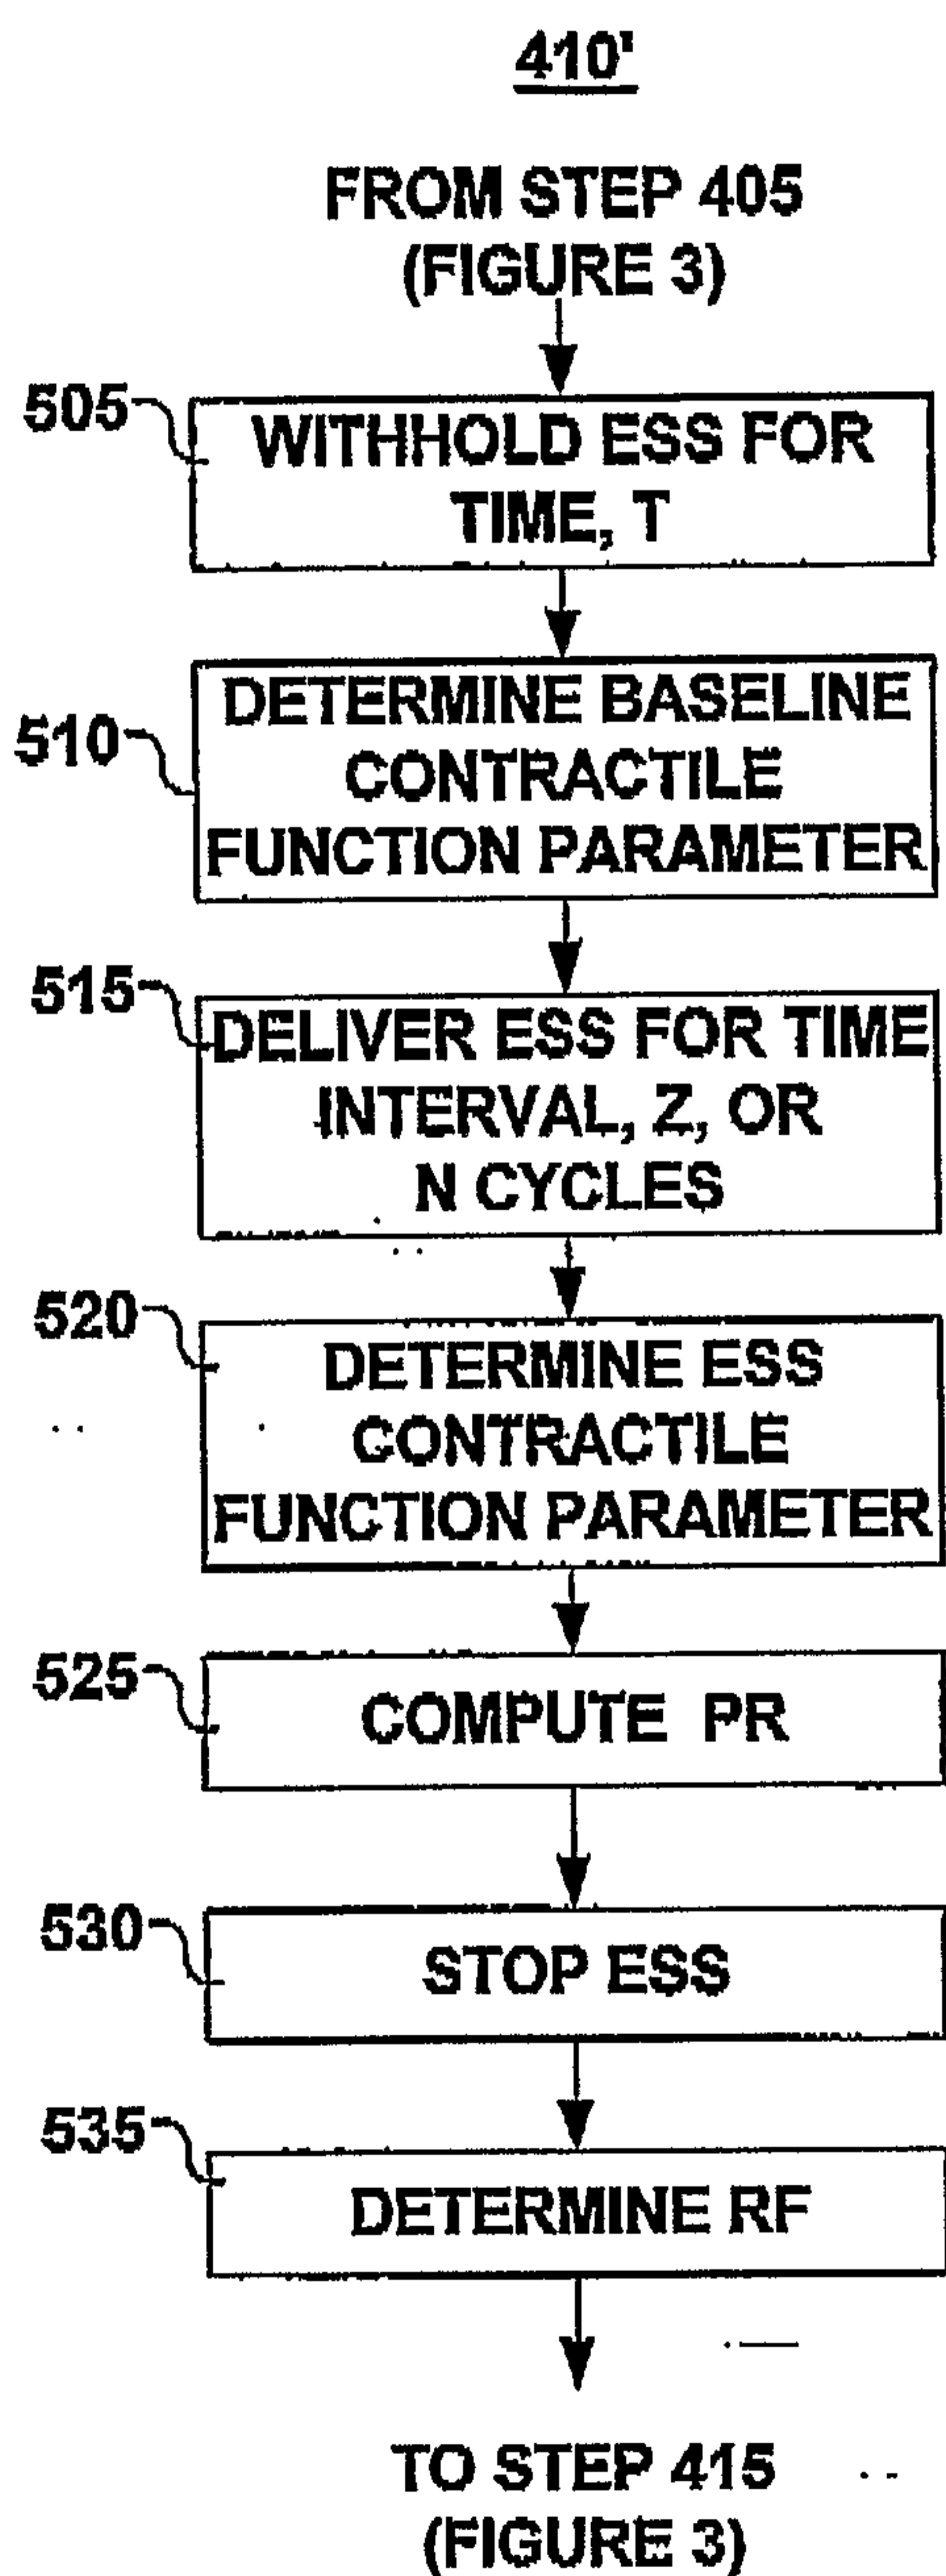 410'
FROM STEP 405
(FIGURE 3)
505
WITHHOLD ESS FOR
TIME, T
510
DETERMINE BASELINE
CONTRACTILE
FUNCTION PARAMETER
515
DELIVER ESS FOR TIME
INTERVAL, Z, OR
N CYCLES
520
DETERMINE ESS
CONTRACTILE
FUNCTION PARAMETER
525
COMPUTE PR
530
STOP ESS
535
DETERMINE RF
TO STEP 415
(FIGURE 3)